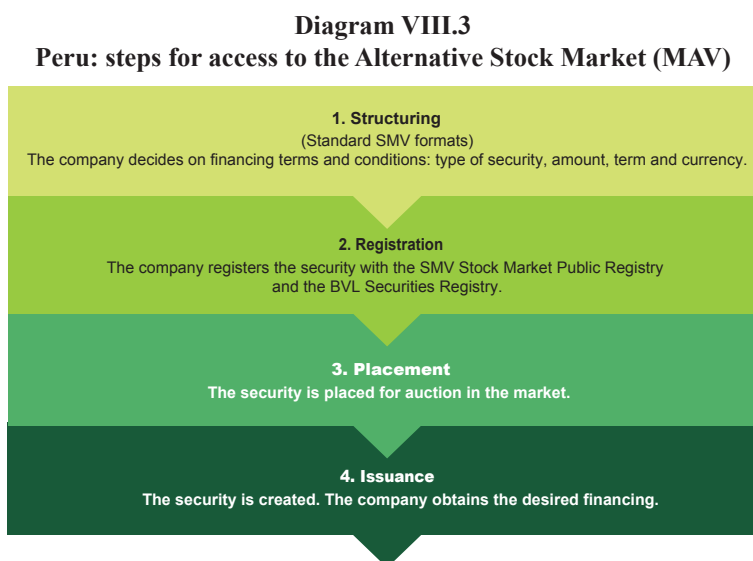 Diagram VIII.3
Peru: steps for access to the Alternative Stock Market (MAV)
1. Structuring
(Standard SMV formats)
The company decides on financing terms and conditions: type of security, amount, term and currency.
2. Registration
The company registers the security with the SMV Stock Market Public Registry
and the BVL Securities Registry.
3. Placement
The security is placed for auction in the market.
4. Issuance
The security is created. The company obtains the desired financing.